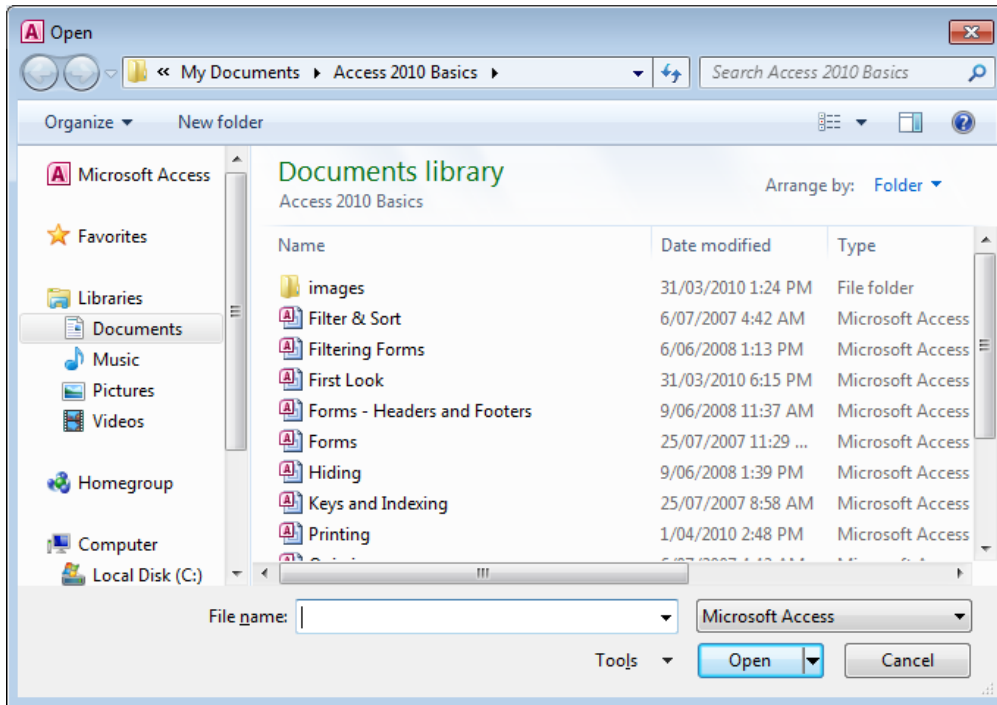 Open
« My Documents ▸ Access 2010 Basics ▸ Search Access 2010 Basics
Organize New folder
Microsoft Access
Favorites
Libraries
Documents
Music
Pictures
Videos
Homegroup
Computer
Local Disk (C:)
Documents library
Access 2010 Basics
Arrange by: Folder
Name Date modified Type
images 31/03/2010 1:24 PM File folder
Filter & Sort 6/07/2007 4:42 AM Microsoft Access
Filtering Forms 6/06/2008 1:13 PM Microsoft Access
First Look 31/03/2010 6:15 PM Microsoft Access
Forms - Headers and Footers 9/06/2008 11:37 AM Microsoft Access
Forms 25/07/2007 11:29 ... Microsoft Access
Hiding 9/06/2008 1:39 PM Microsoft Access
Keys and Indexing 25/07/2007 8:58 AM Microsoft Access
Printing 1/04/2010 2:48 PM Microsoft Access
File name: Microsoft Access
Tools Open Cancel